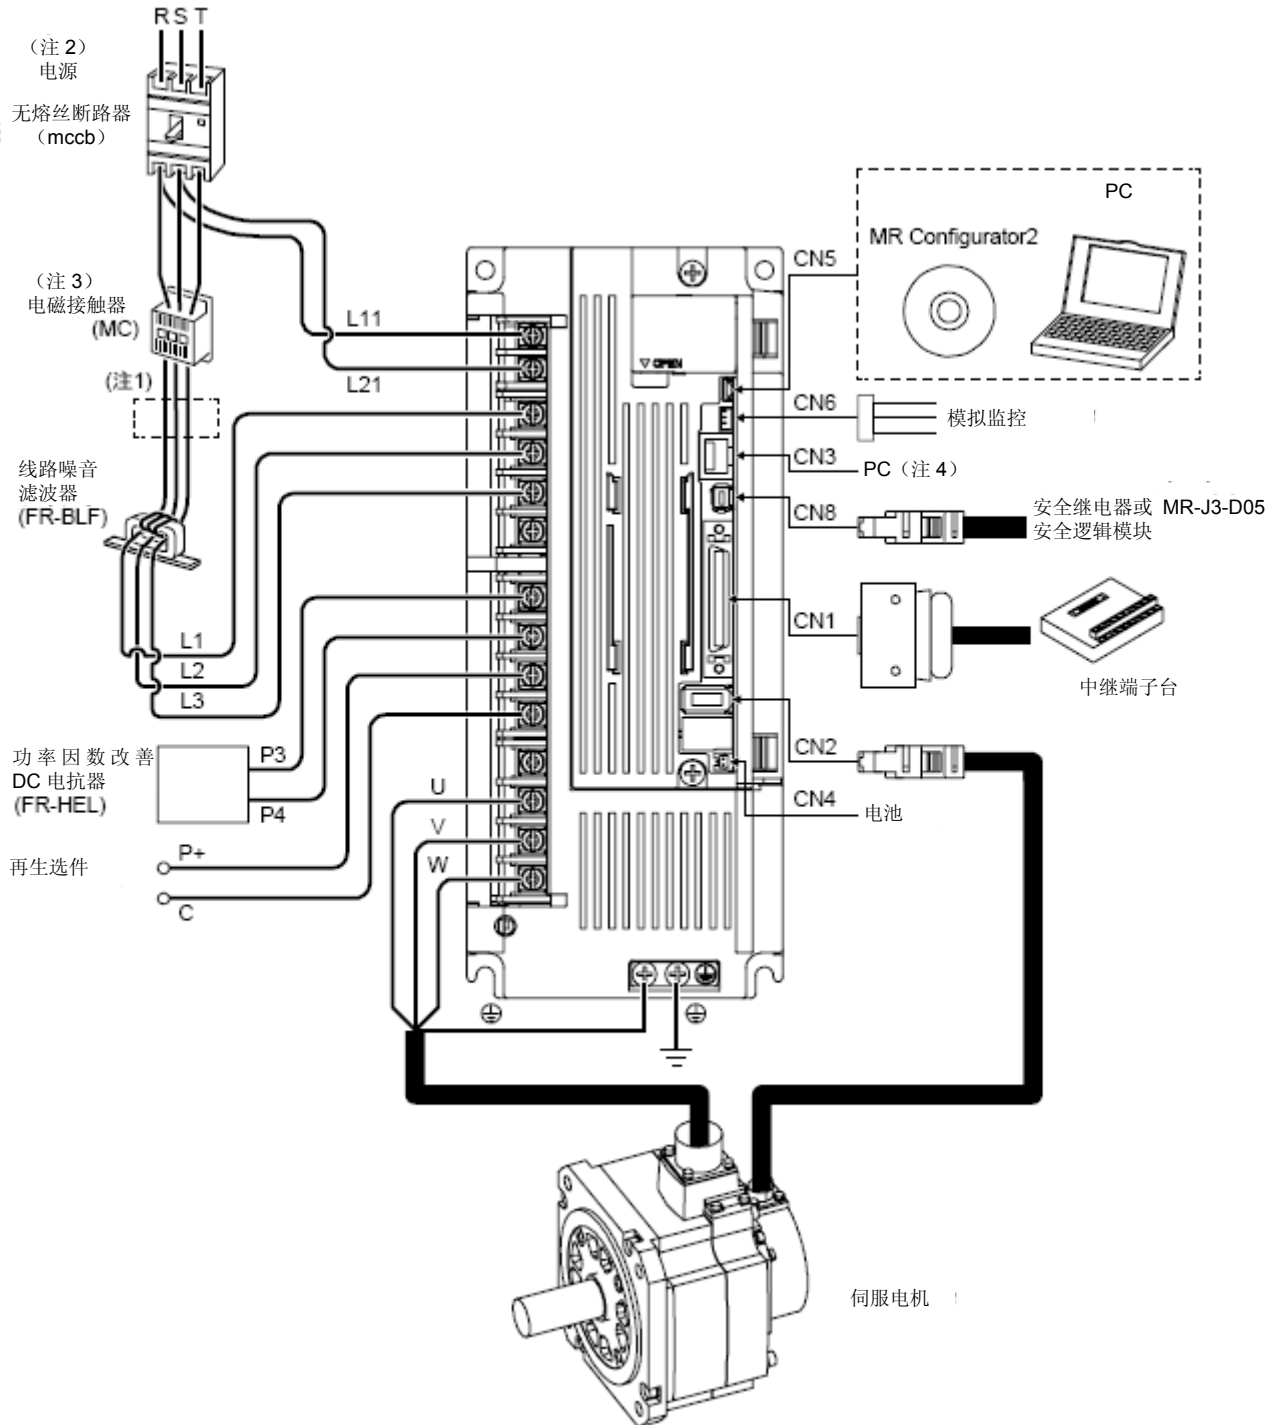 R S T
（注 2）
电源
无熔丝断路器
（mccb）
（注 3）
电磁接触器
(MC)
(注1)
线路噪音
滤波器
(FR-BLF)
L11
L21
L1
L2
L3
功率因数改善
DC 电抗器
(FR-HEL)
P3
P4
再生选件
P+
C
U
V
W
▽ OPEN
CN5
MR Configurator2
PC
CN6
模拟监控
CN3
PC（注 4）
CN8
安全继电器或 MR-J3-D05
安全逻辑模块
CN1
中继端子台
CN2
CN4
电池
伺服电机